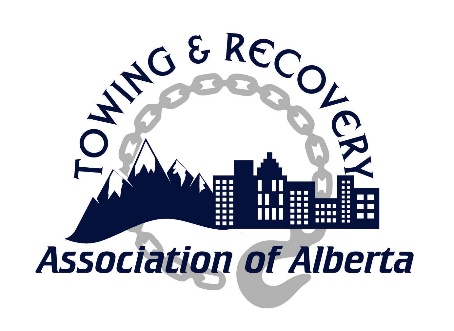 TOWING & RECOVERY
Association of Alberta